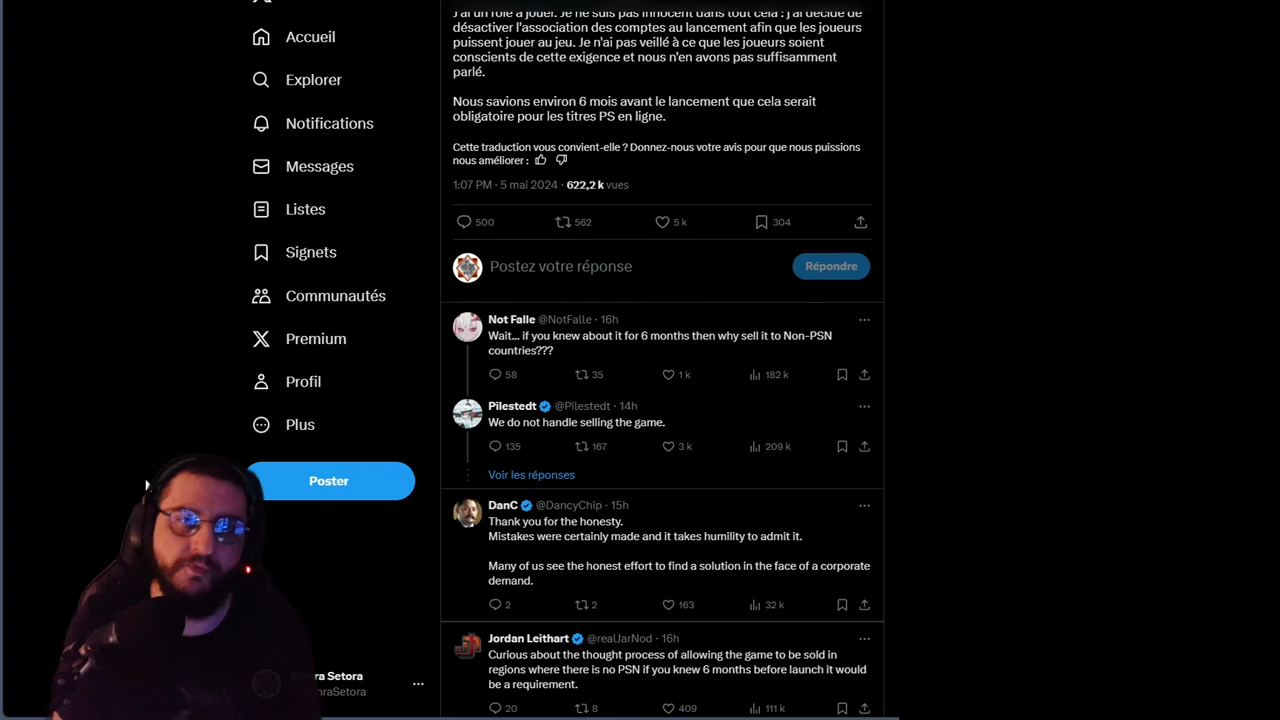 J'ai un rôle à jouer. Je ne suis pas innocent dans tout cela : j'ai décidé de
désactiver l'association des comptes au lancement afin que les joueurs
puissent jouer au jeu. Je n'ai pas veillé à ce que les joueurs soient
conscients de cette exigence et nous n'en avons pas suffisamment
parlé.
Nous savions environ 6 mois avant le lancement que cela serait
obligatoire pour les titres PS en ligne.
Cette traduction vous convient-elle ? Donnez-nous votre avis pour que nous puissions
nous améliorer :
1:07 PM · 5 mai 2024 · 622,2 k vues
500 562 5 k 304
Postez votre réponse
Répondre
Not Falle @NotFalle · 16h
Wait... if you knew about it for 6 months then why sell it to Non-PSN
countries???
58 35 1 k 182 k
Pilestedt @Pilestedt · 14h
We do not handle selling the game.
135 167 3 k 209 k
Voir les réponses
DanC @DancyChip · 15h
Thank you for the honesty.
Mistakes were certainly made and it takes humility to admit it.
Many of us see the honest effort to find a solution in the face of a corporate
demand.
2 2 163 32 k
Jordan Leithart @realJarNod · 16h
Curious about the thought process of allowing the game to be sold in
regions where there is no PSN if you knew 6 months before launch it would
be a requirement.
20 8 409 111 k
Accueil
Explorer
Notifications
Messages
Listes
Signets
Communautés
Premium
Profil
Plus
Poster
Setora